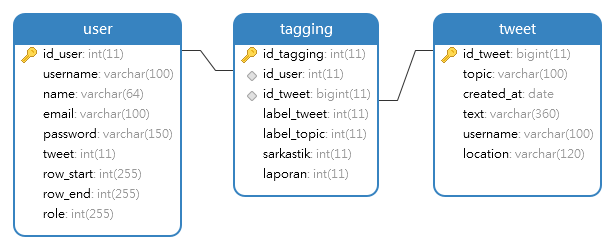 user
id_user: int(11)
username: varchar(100)
name: varchar(64)
email: varchar(100)
password: varchar(150)
tweet: int(11)
row_start: int(255)
row_end: int(255)
role: int(255)
tagging
id_tagging: int(11)
id_user: int(11)
id_tweet: bigint(11)
label_tweet: int(11)
label_topic: int(11)
sarkastik: int(11)
laporan: int(11)
tweet
id_tweet: bigint(11)
topic: varchar(100)
created_at: date
text: varchar(360)
username: varchar(100)
location: varchar(120)